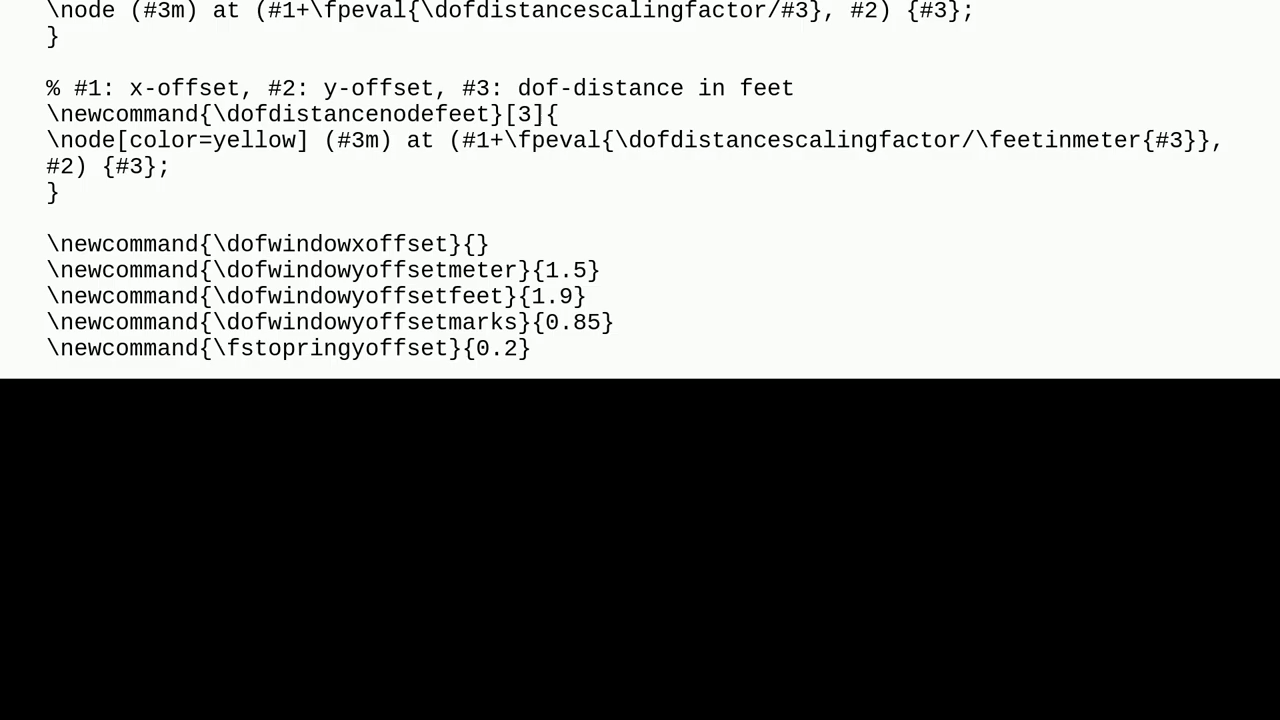 \node (#3m) at (#1+\fpeval{\dofdistancescalingfactor/#3}, #2) {#3};
}
% #1: x-offset, #2: y-offset, #3: dof-distance in feet
\newcommand{\dofdistancenodefeet}[3]{
\node[color=yellow] (#3m) at (#1+\fpeval{\dofdistancescalingfactor/\feetinmeter{#3}},
#2) {#3};
}
\newcommand{\dofwindowxoffset}{}
\newcommand{\dofwindowyoffsetmeter}{1.5}
\newcommand{\dofwindowyoffsetfeet}{1.9}
\newcommand{\dofwindowyoffsetmarks}{0.85}
\newcommand{\fstopringyoffset}{0.2}